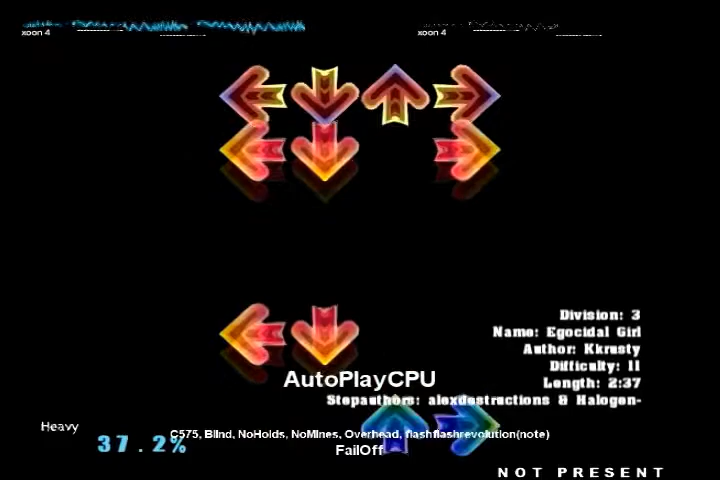 xoon 4
xoon 4
Division: 3
Name: Egocidal Girl
Author: Kkrusty
Difficulty: 11
Length: 2:37
AutoPlayCPU
Stepauthors: alexdestructions & Halogen-
Heavy
37.2%
C575, Blind, NoHolds, NoMines, Overhead, flashflashrevolution(note)
FailOff
NOT PRESENT